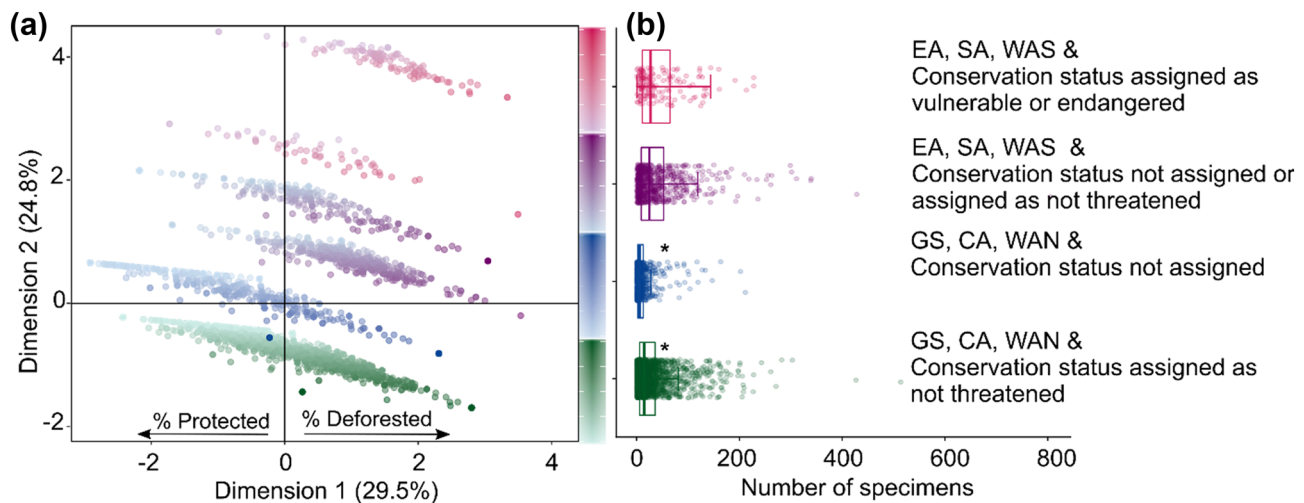 (a)
4
2
0
-2
Dimension 2 (24.8%)
% Protected
% Deforested
-2
0
2
4
Dimension 1 (29.5%)
(b)
EA, SA, WAS &
Conservation status assigned as
vulnerable or endangered
EA, SA, WAS &
Conservation status not assigned or
assigned as not threatened
*
GS, CA, WAN &
Conservation status not assigned
*
GS, CA, WAN &
Conservation status assigned as
not threatened
0
200
400
600
800
Number of specimens